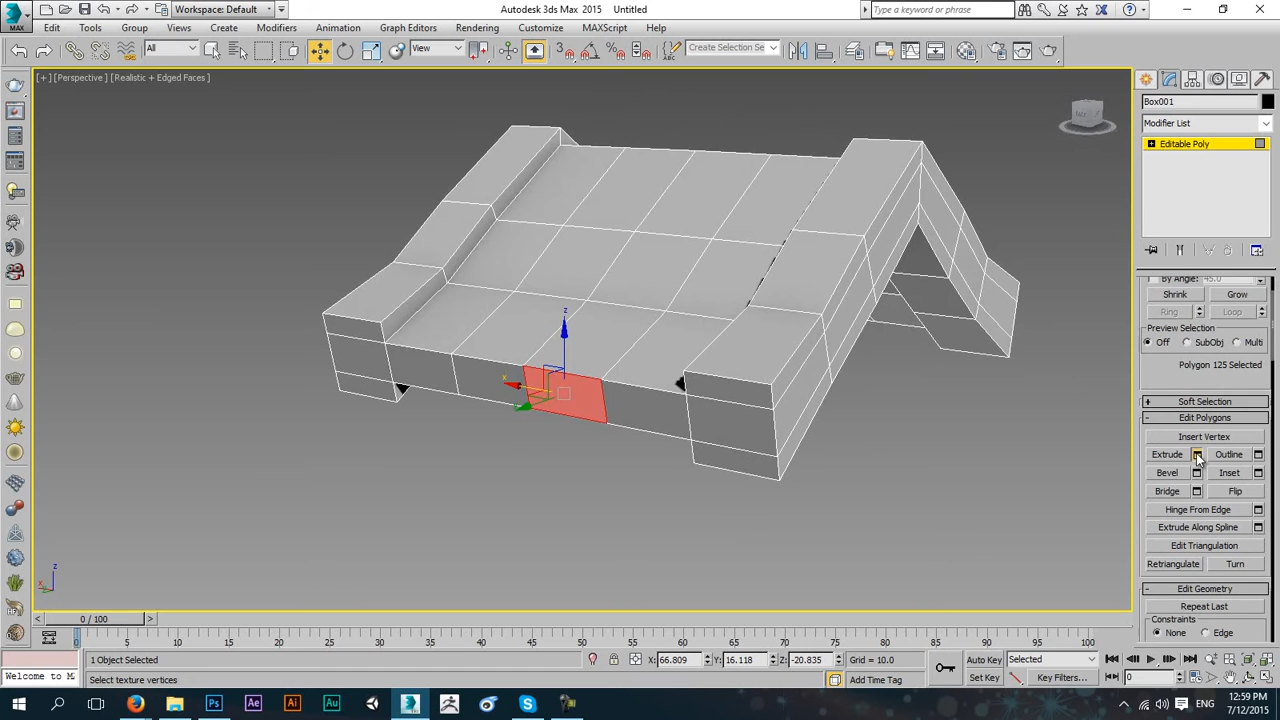 MAX
Workspace: Default
Autodesk 3ds Max 2015 Untitled
Type a keyword or phrase
Edit Tools Group Views Create Modifiers Animation Graph Editors Rendering Customize MAXScript Help
All
View
Create Selection Se
[ + ] [ Perspective ] [ Realistic + Edged Faces ]
Box001
Modifier List
Editable Poly
By Angle: 45.0
Shrink Grow
Ring Loop
Preview Selection
Off SubObj Multi
Polygon 125 Selected
+ Soft Selection
- Edit Polygons
Insert Vertex
Extrude Outline
Bevel Inset
Bridge Flip
Hinge From Edge
Extrude Along Spline
Edit Triangulation
Retriangulate Turn
- Edit Geometry
Repeat Last
Constraints
None Edge
z
x
z
x
< 0 / 100 >
0 5 10 15 20 25 30 35 40 45 50 55 60 65 70 75 80 85 90 95 100
1 Object Selected
X: 66.809 Y: 16.118 Z: -20.835 Grid = 10.0
Auto Key Selected
Welcome to M
Select texture vertices
Add Time Tag
Set Key Key Filters...
0
Ps Ae Ai Au
ENG
12:59 PM
7/12/2015